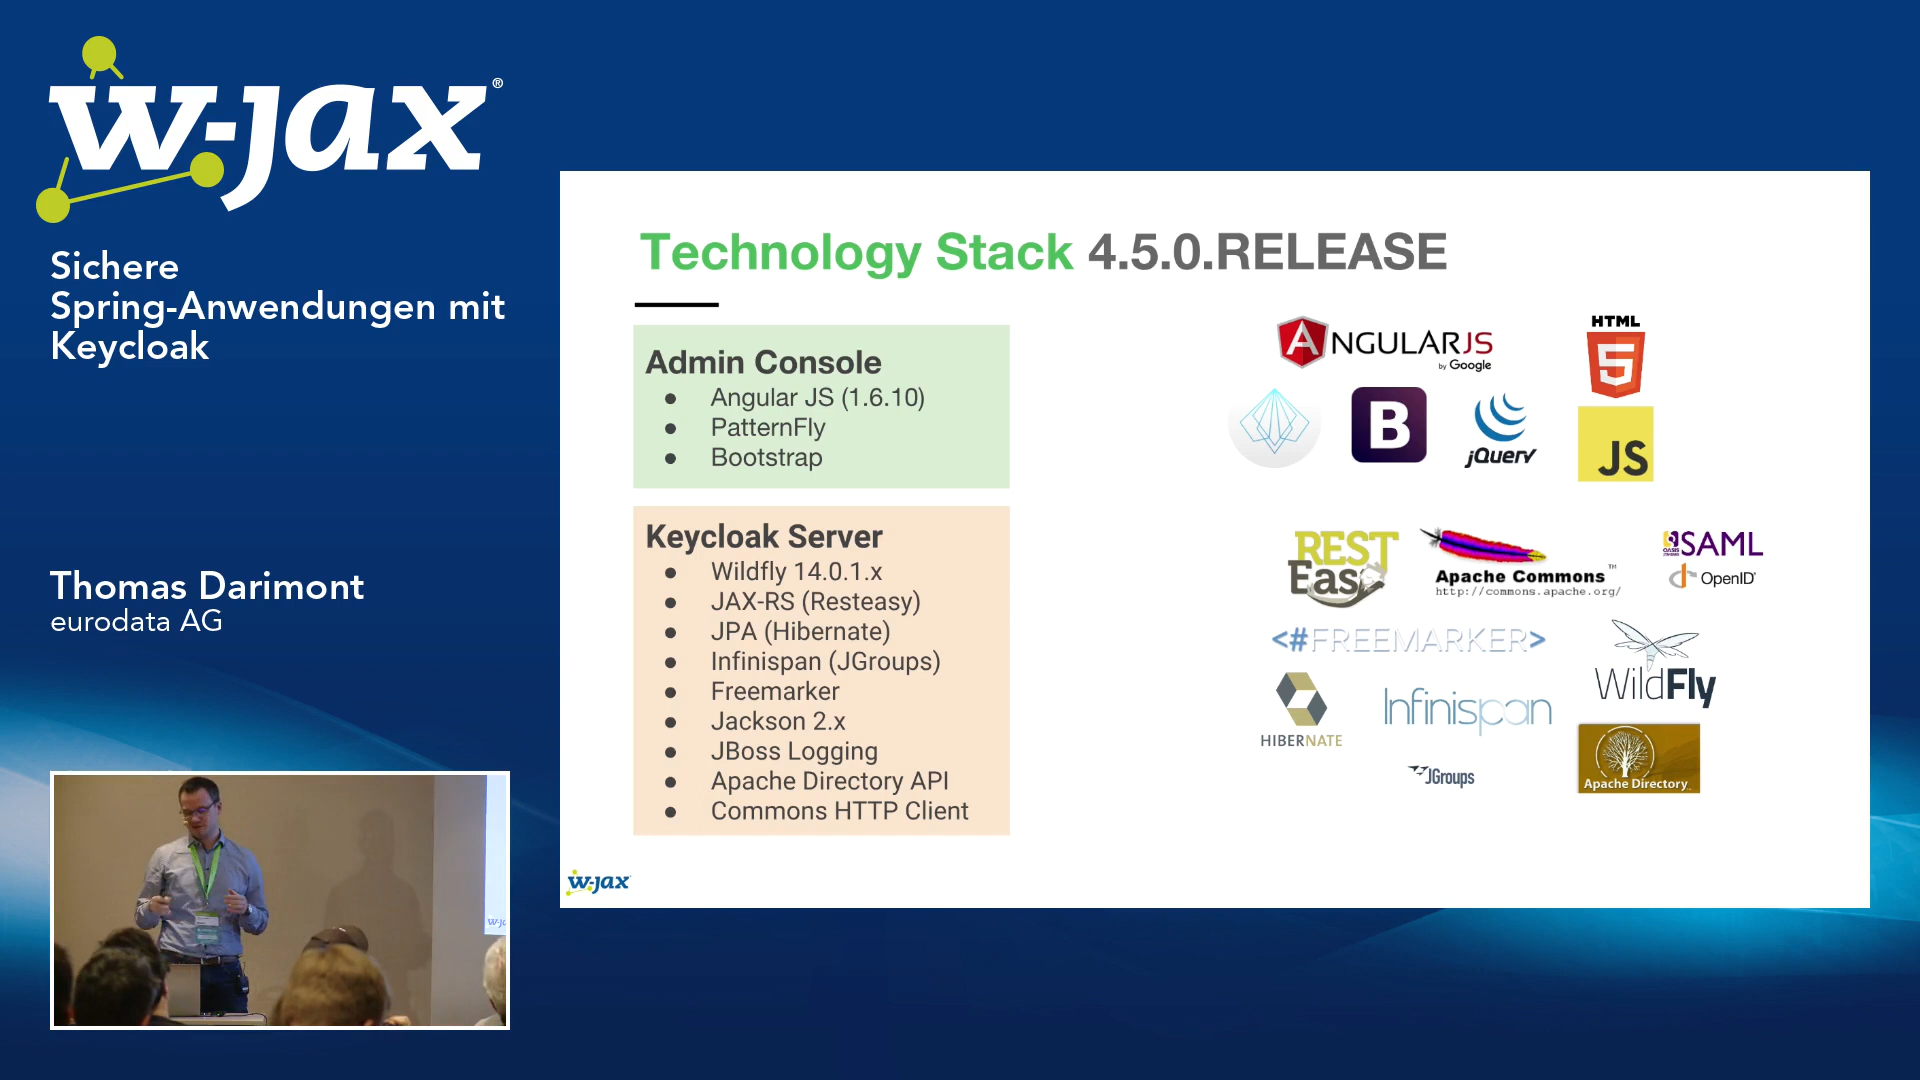 w-jax®
Sichere
Spring-Anwendungen mit
Keycloak
Thomas Darimont
eurodata AG
Technology Stack 4.5.0.RELEASE
Admin Console
● Angular JS (1.6.10)
● PatternFly
● Bootstrap
Keycloak Server
● Wildfly 14.0.1.x
● JAX-RS (Resteasy)
● JPA (Hibernate)
● Infinispan (JGroups)
● Freemarker
● Jackson 2.x
● JBoss Logging
● Apache Directory API
● Commons HTTP Client
ANGULARJS
by Google
HTML
5
B
jQuery
JS
REST
Easy
Apache Commons™
http://commons.apache.org/
OASIS SAML
OpenID®
<#FREEMARKER>
WildFly
HIBERNATE
Infinispan
JGroups
Apache Directory
w-jax